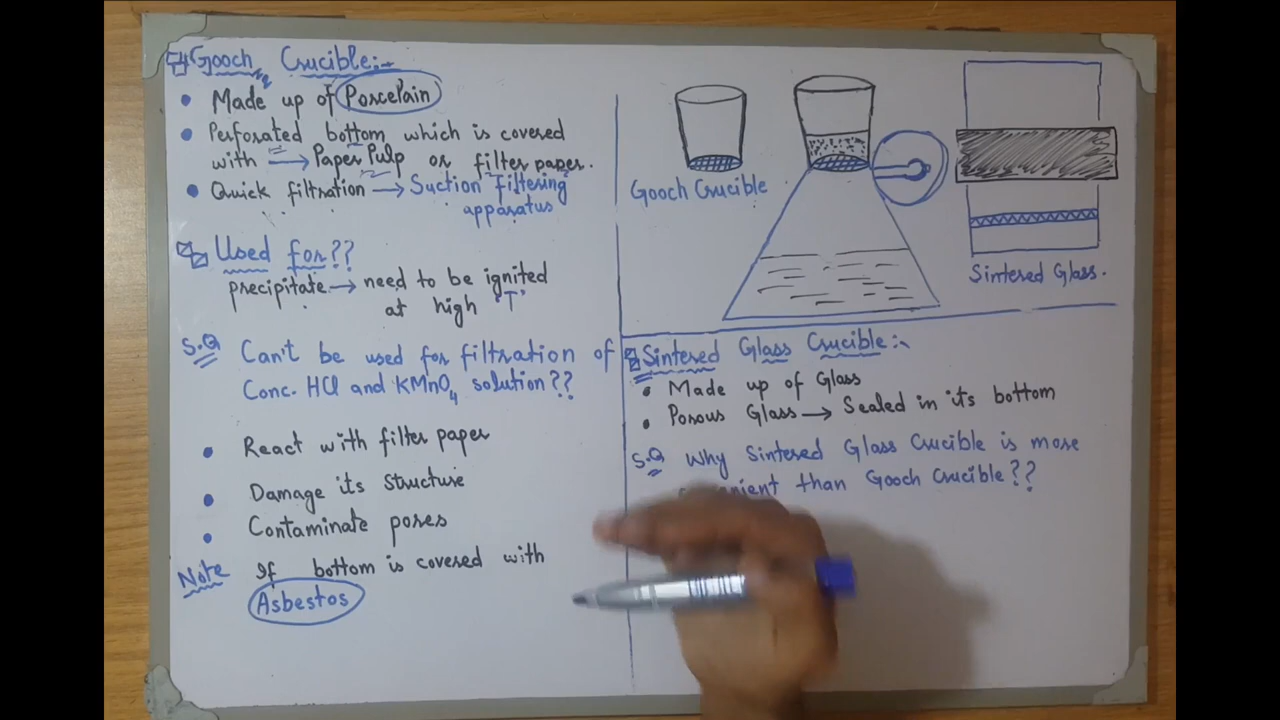 Gooch Crucible:-
• Made up of Porcelain
• Perforated bottom which is covered
with → Paper Pulp or filter paper.
• Quick filtration → Suction filtering
apparatus
Used for??
precipitate → need to be ignited
at high "T"
S.Q Can't be used for filtration of
Conc. HCl and KMnO4 solution??
• React with filter paper
• Damage its Structure
• Contaminate pores
Note If bottom is covered with
Asbestos
Gooch Crucible
Sintered Glass.
Sintered Glass Crucible:-
• Made up of Glass
• Porous Glass → Sealed in its bottom
S.Q Why Sintered Glass Crucible is more
than Gooch Crucible??